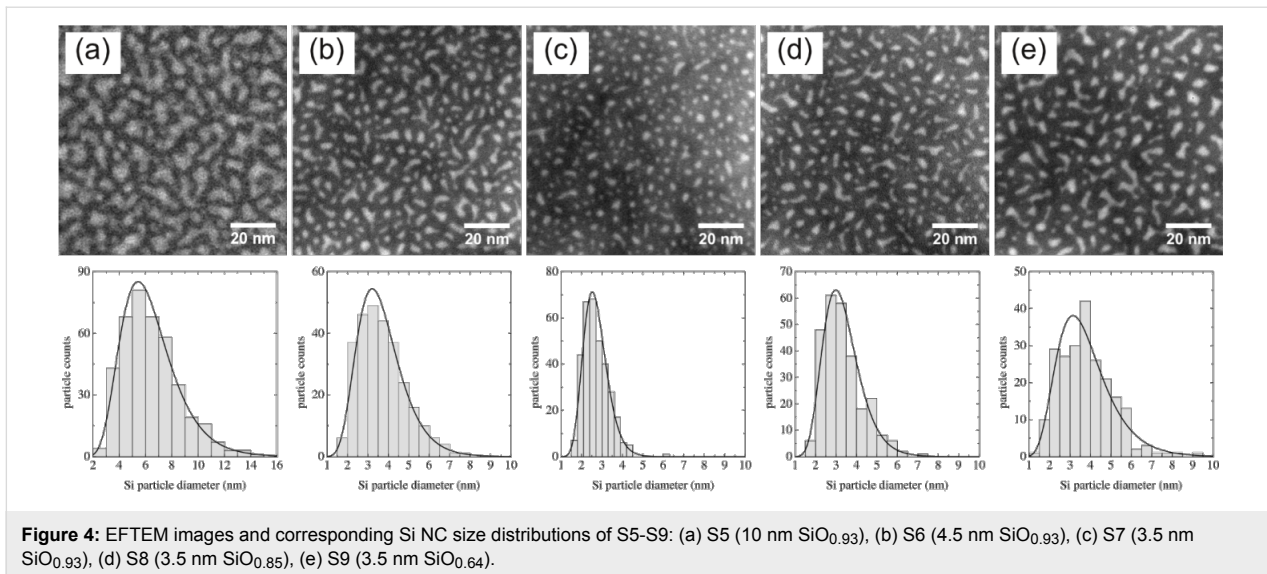 (a) (b) (c) (d) (e)
20 nm 20 nm 20 nm 20 nm 20 nm
90
60
30
0
particle counts
2 4 6 8 10 12 14 16
Si particle diameter (nm)
60
40
20
0
particle counts
1 2 3 4 5 6 7 8 9 10
Si particle diameter (nm)
80
60
40
20
0
particle counts
1 2 3 4 5 6 7 8 9 10
Si particle diameter (nm)
70
60
50
40
30
20
10
0
particle counts
1 2 3 4 5 6 7 8 9 10
Si particle diameter (nm)
50
40
30
20
10
0
particle counts
1 2 3 4 5 6 7 8 9 10
Si particle diameter (nm)
Figure 4: EFTEM images and corresponding Si NC size distributions of S5-S9: (a) S5 (10 nm SiO0.93), (b) S6 (4.5 nm SiO0.93), (c) S7 (3.5 nm
SiO0.93), (d) S8 (3.5 nm SiO0.85), (e) S9 (3.5 nm SiO0.64).